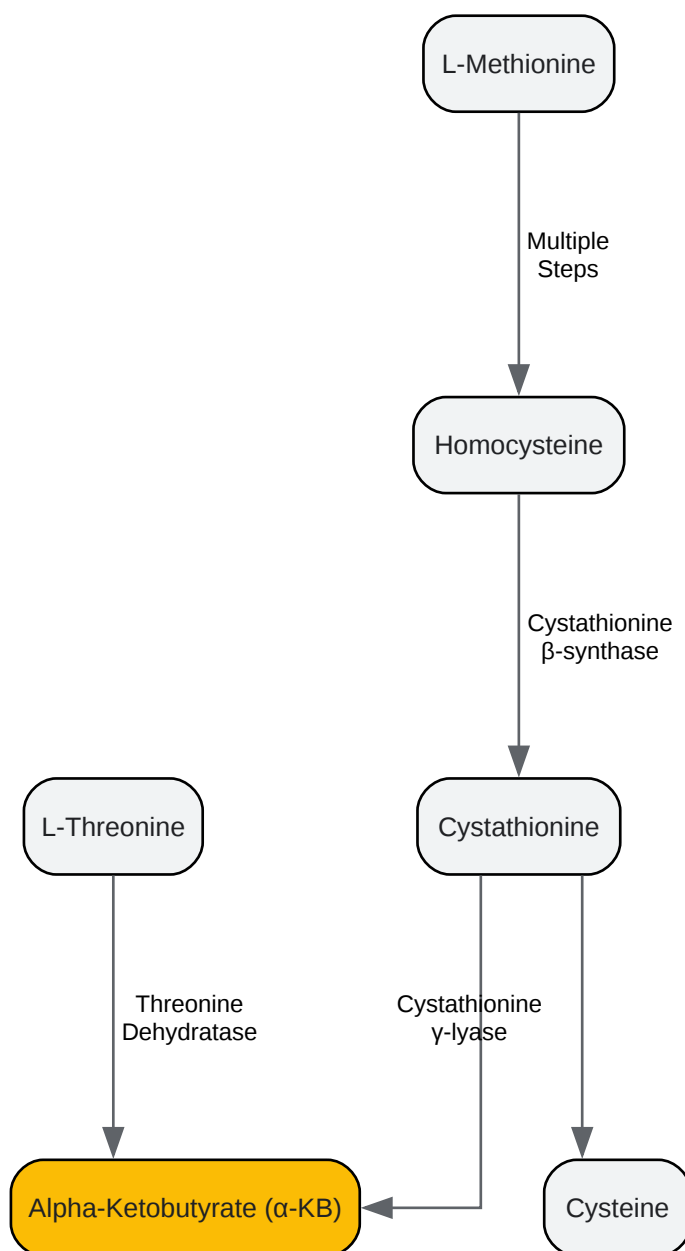 L-Methionine
Multiple
Steps
Homocysteine
Cystathionine
β-synthase
L-Threonine
Cystathionine
Threonine
Dehydratase
Cystathionine
γ-lyase
Alpha-Ketobutyrate (α-KB)
Cysteine